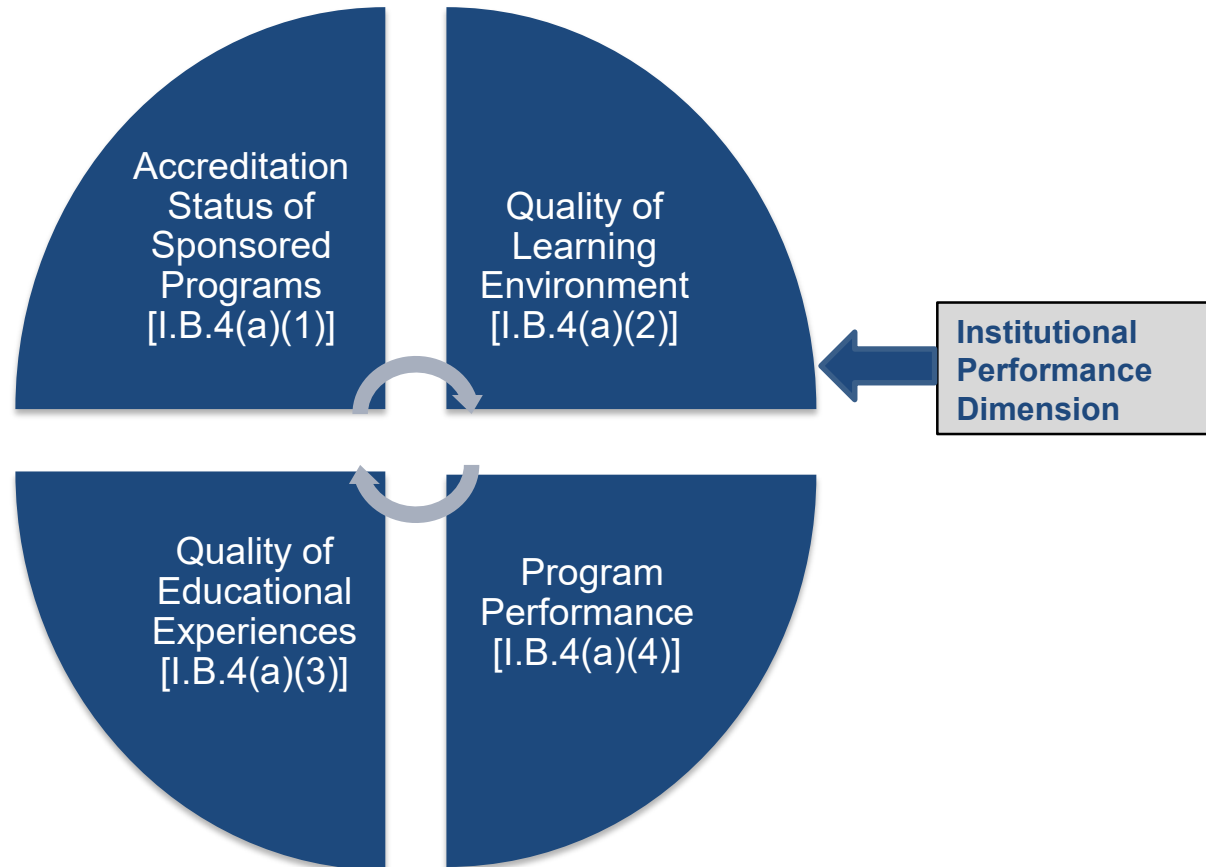 Accreditation
Status of
Sponsored
Programs
[I.B.4(a)(1)]
Quality of
Learning
Environment
[I.B.4(a)(2)]
Institutional
Performance
Dimension
Quality of
Educational
Experiences
[I.B.4(a)(3)]
Program
Performance
[I.B.4(a)(4)]